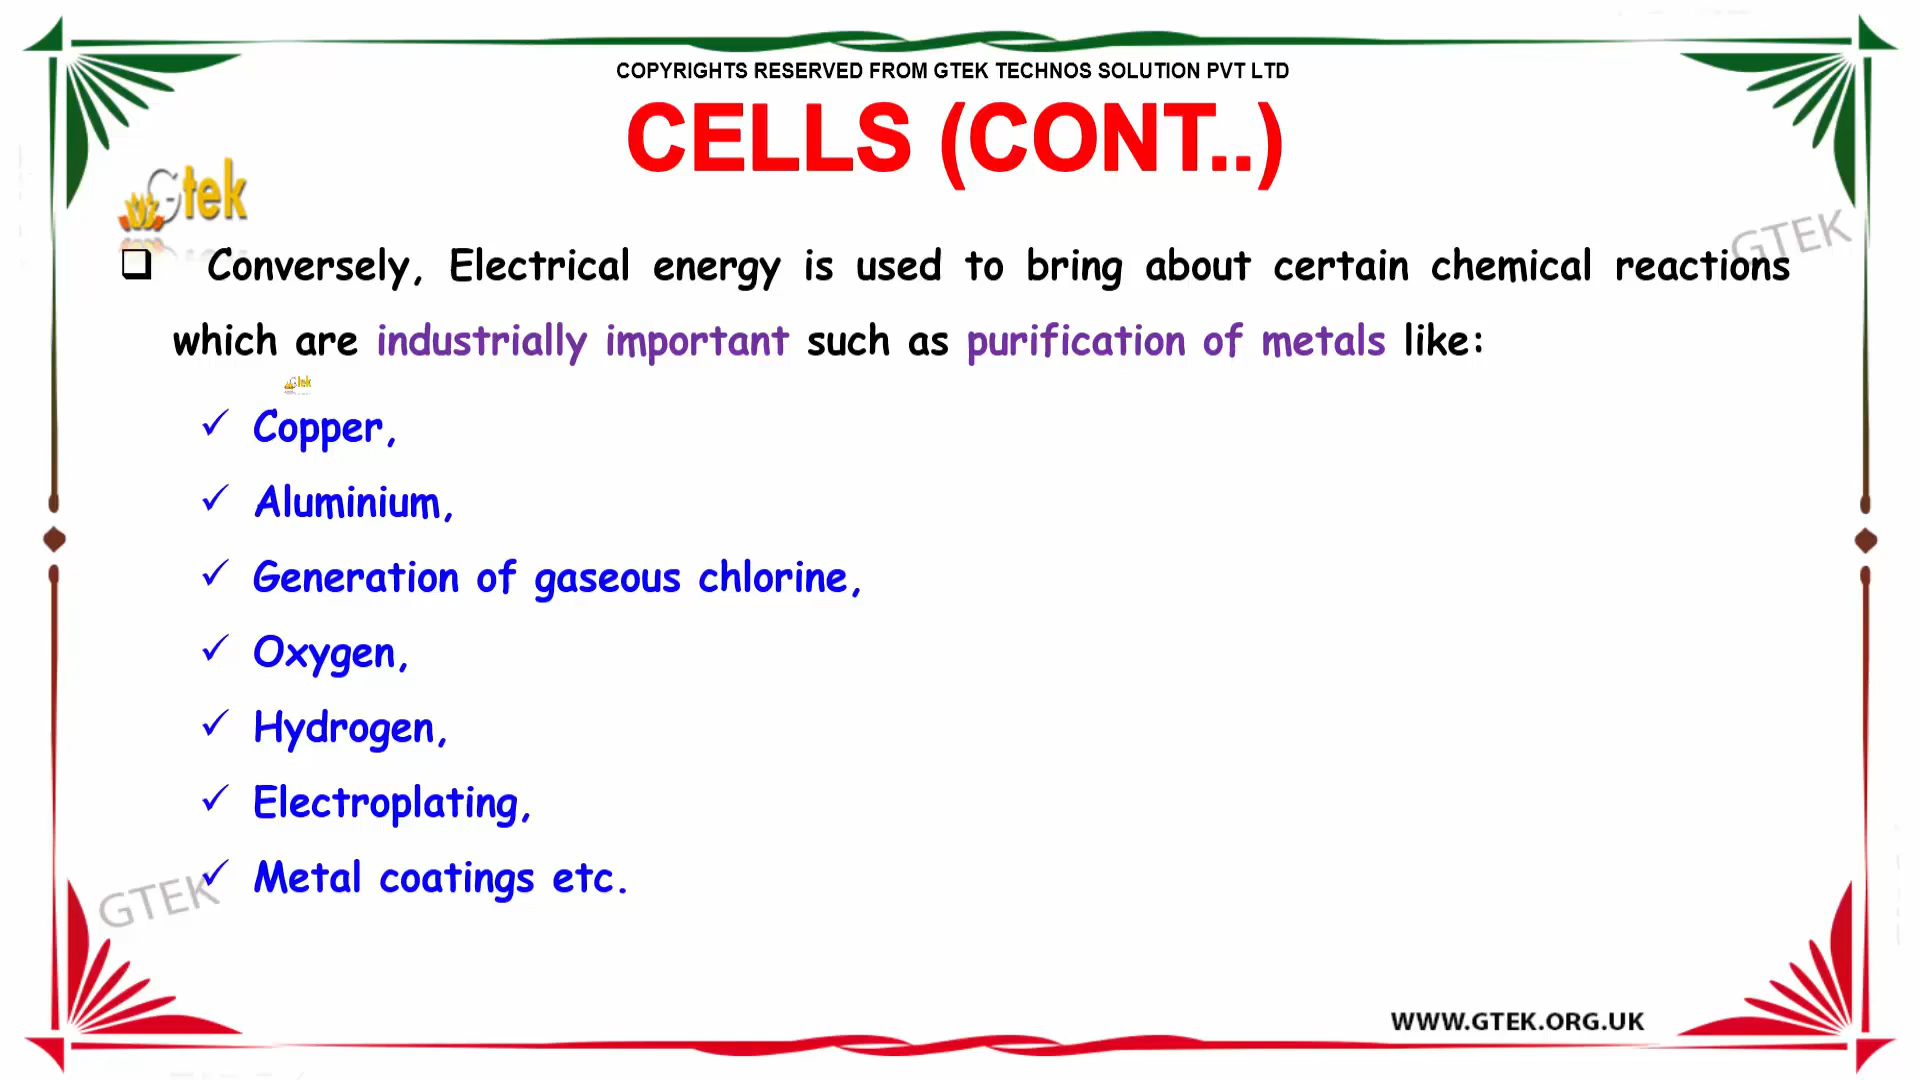 COPYRIGHTS RESERVED FROM GTEK TECHNOS SOLUTION PVT LTD
CELLS (CONT..)
Gtek
GTEK
❑ Conversely, Electrical energy is used to bring about certain chemical reactions
which are industrially important such as purification of metals like:
Gtek
✓ Copper,
✓ Aluminium,
✓ Generation of gaseous chlorine,
✓ Oxygen,
✓ Hydrogen,
✓ Electroplating,
✓ Metal coatings etc.
GTEK
WWW.GTEK.ORG.UK